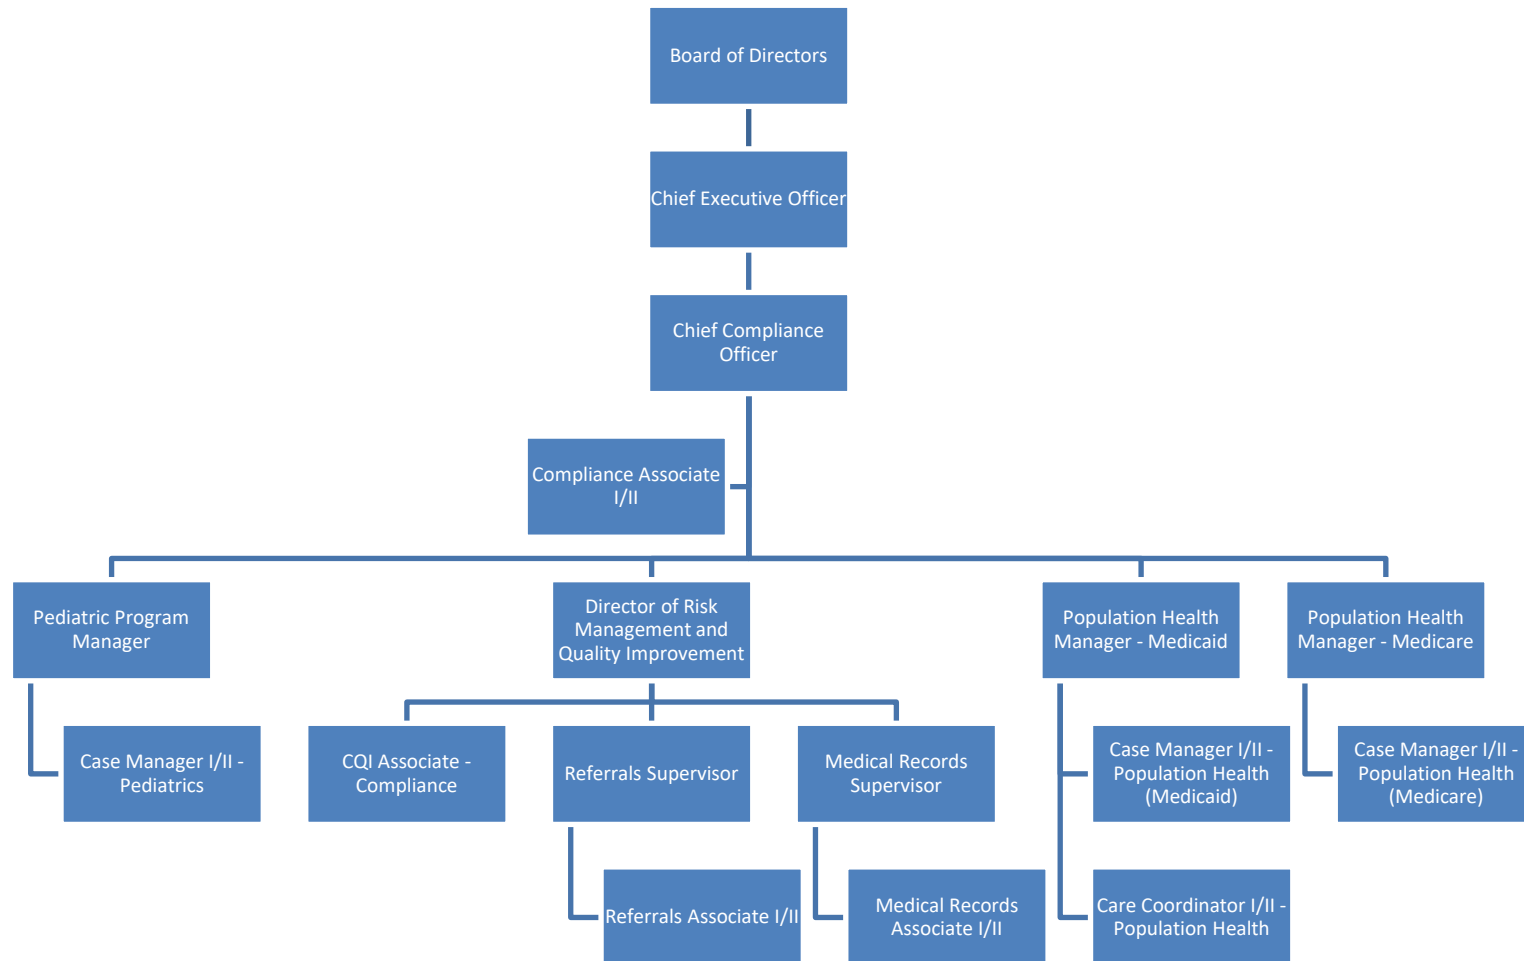 Board of Directors
Chief Executive Officer
Chief Compliance
Officer
Compliance Associate
I/II
Pediatric Program
Manager
Director of Risk
Management and
Quality Improvement
Population Health
Manager - Medicaid
Population Health
Manager - Medicare
Case Manager I/II -
Pediatrics
CQI Associate -
Compliance
Referrals Supervisor
Medical Records
Supervisor
Case Manager I/II -
Population Health
(Medicaid)
Case Manager I/II -
Population Health
(Medicare)
Referrals Associate I/II
Medical Records
Associate I/II
Care Coordinator I/II -
Population Health